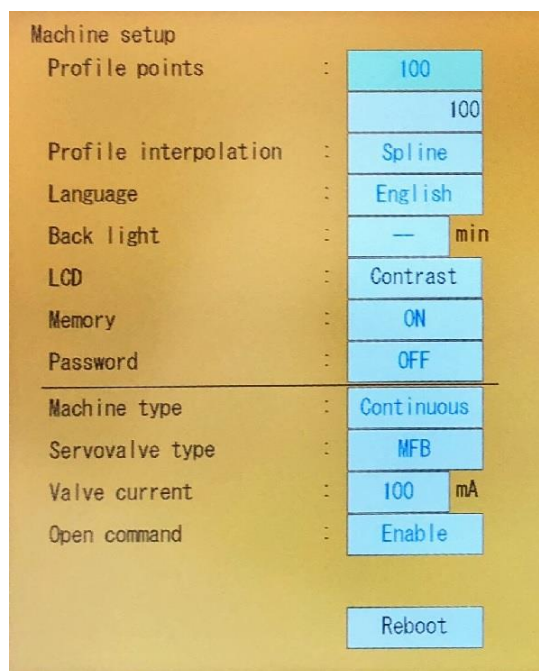 Machine setup
Profile points : 100
100
Profile interpolation : Spline
Language : English
Back light : -- min
LCD : Contrast
Memory : ON
Password : OFF
Machine type : Continuous
Servovalve type : MFB
Valve current : 100 mA
Open command : Enable
Reboot